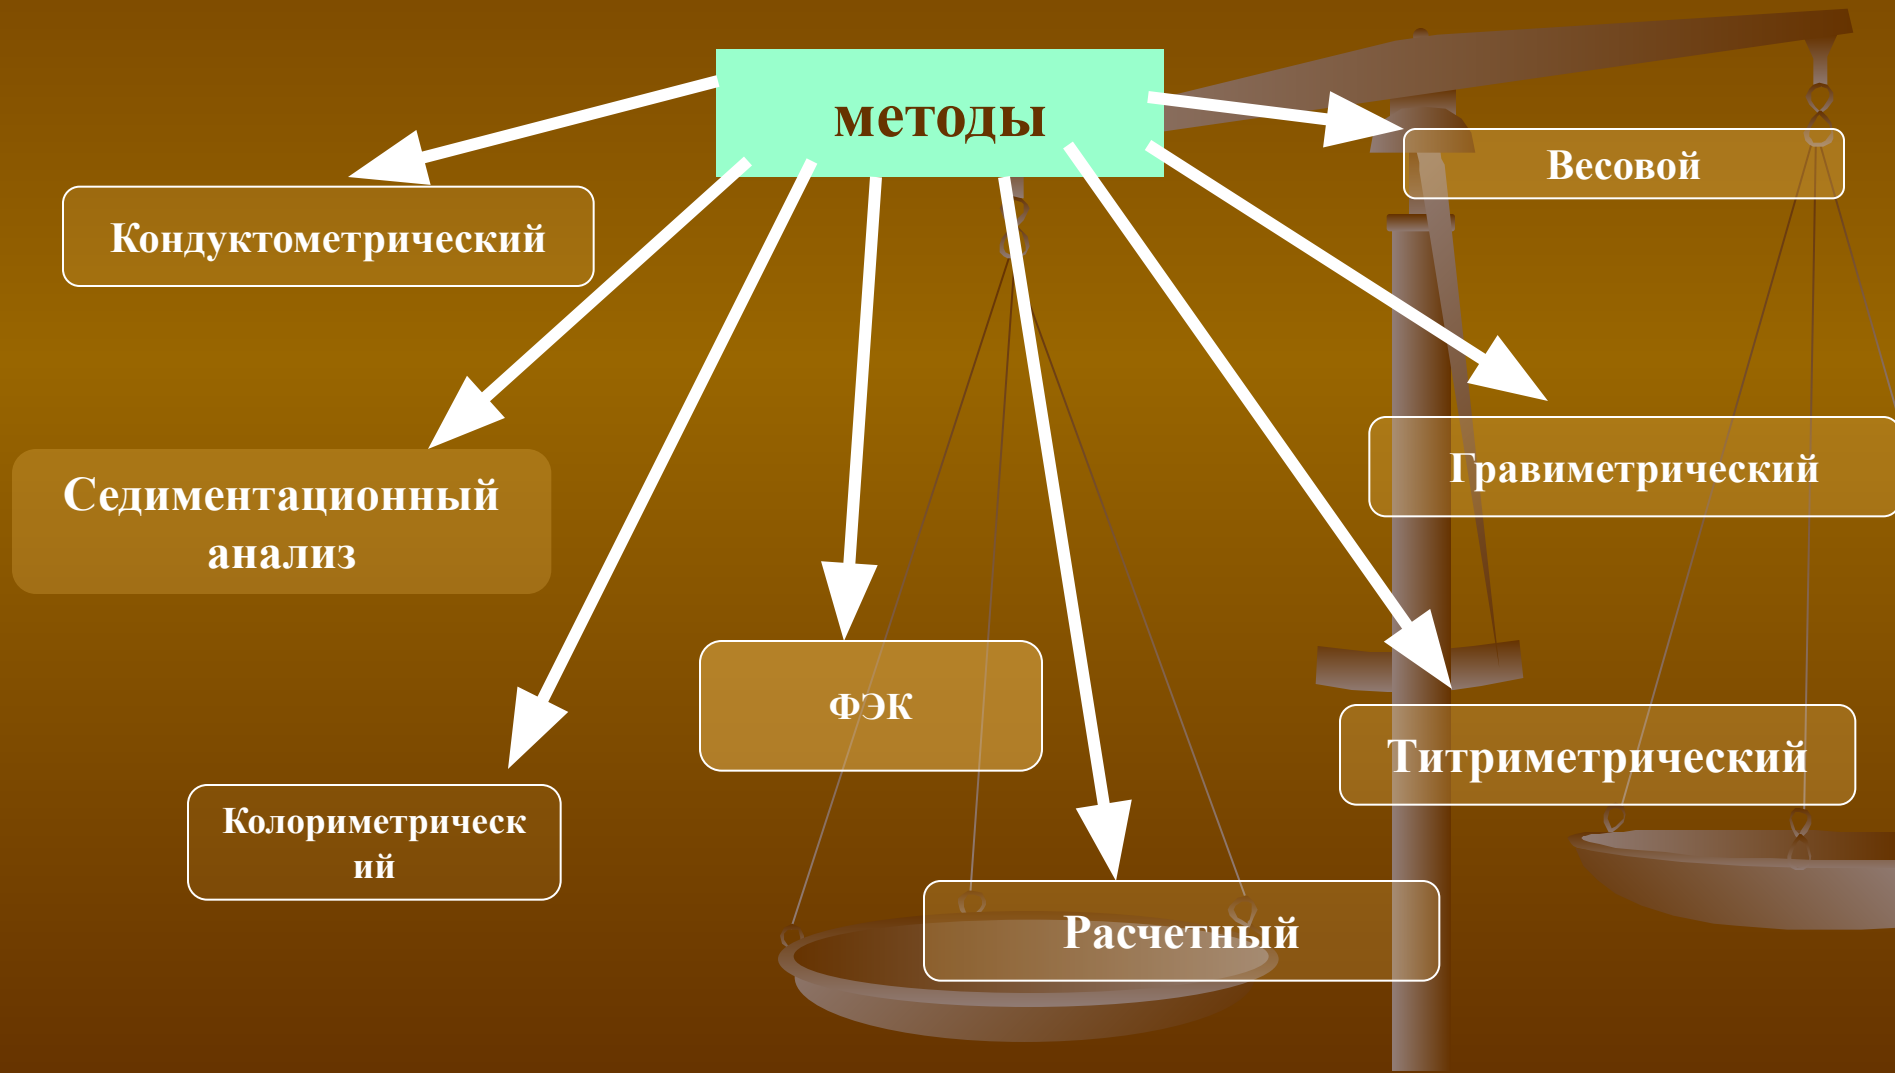 методы
Весовой
Кондуктометрический
Гравиметрический
Седиментационный
анализ
ФЭК
Титриметрический
Колориметрическ
ий
Расчетный